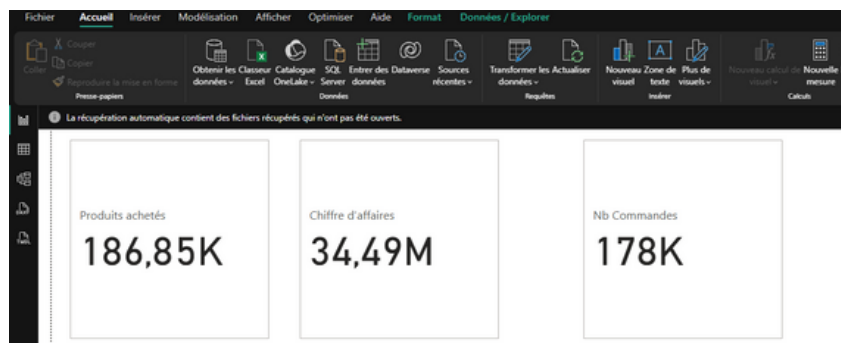 Fichier Accueil Insérer Modélisation Afficher Optimiser Aide Format Données / Explorer
Coller
Couper
Copier
Reproduire la mise en forme
Presse-papiers
Obtenir les données
Classeur Excel
Catalogue OneLake
SQL Server
Entrer des données
Dataverse
Sources récentes
Données
Transformer les données
Actualiser
Requêtes
Nouveau visuel
Zone de texte
Plus de visuels
Insérer
Nouveau calcul de visuel
Nouvelle mesure
Calculs
La récupération automatique contient des fichiers récupérés qui n'ont pas été ouverts.
Produits achetés
186,85K
Chiffre d'affaires
34,49M
Nb Commandes
178K